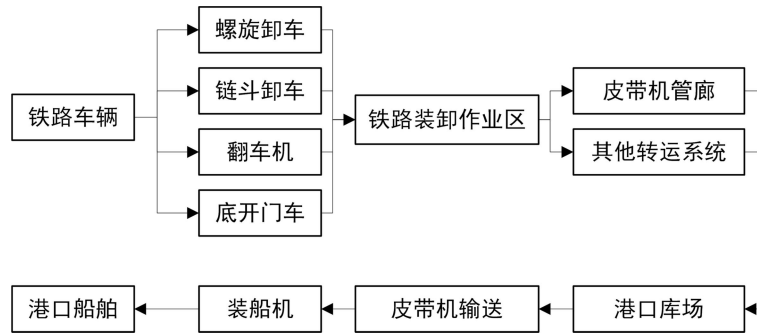 铁路车辆
螺旋卸车
链斗卸车
翻车机
底开门车
铁路装卸作业区
皮带机管廊
其他转运系统
港口船舶
装船机
皮带机输送
港口库场